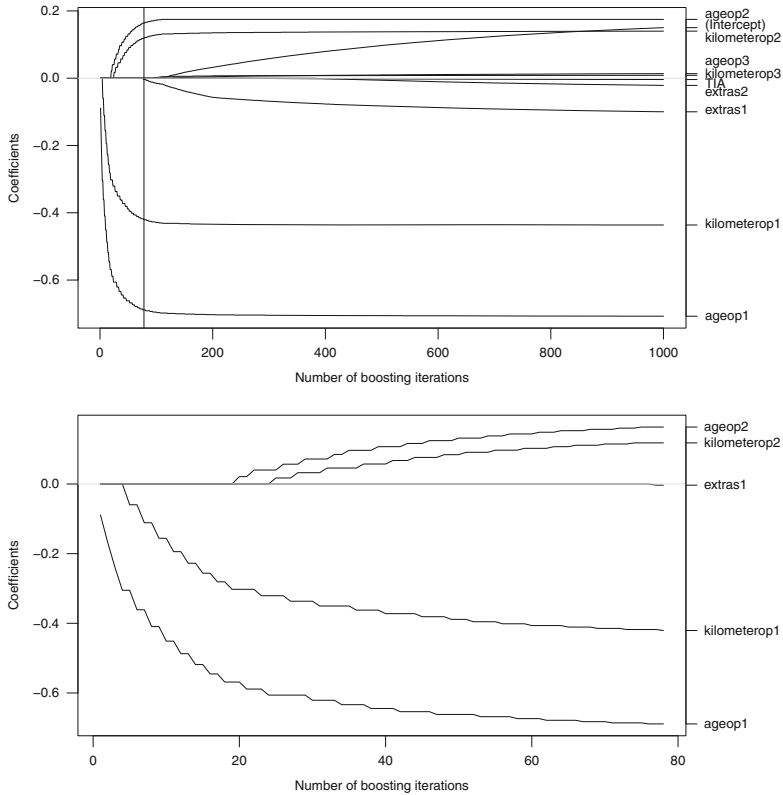 0.2
0.0
−0.2
−0.4
−0.6
Coefficients
0
200
400
600
800
1000
Number of boosting iterations
ageop2
(Intercept)
kilometerop2
ageop3
kilometerop3
TIA
extras2
extras1
kilometerop1
ageop1
0.0
−0.2
−0.4
−0.6
Coefficients
0
20
40
60
80
Number of boosting iterations
ageop2
kilometerop2
extras1
kilometerop1
ageop1